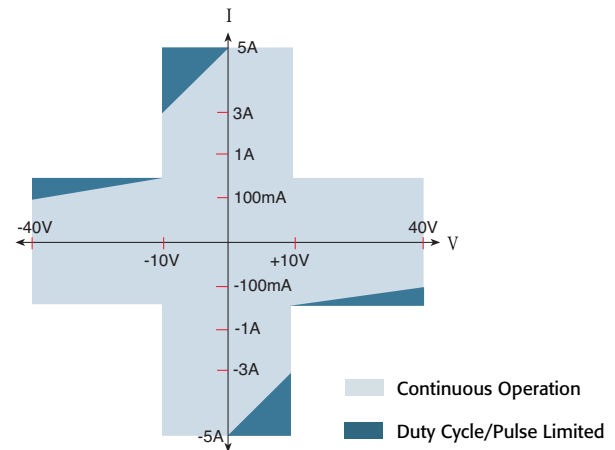 I
5A
3A
1A
100mA
-40V
40V
V
-10V
+10V
-100mA
-1A
-3A
-5A
Continuous Operation
Duty Cycle/Pulse Limited